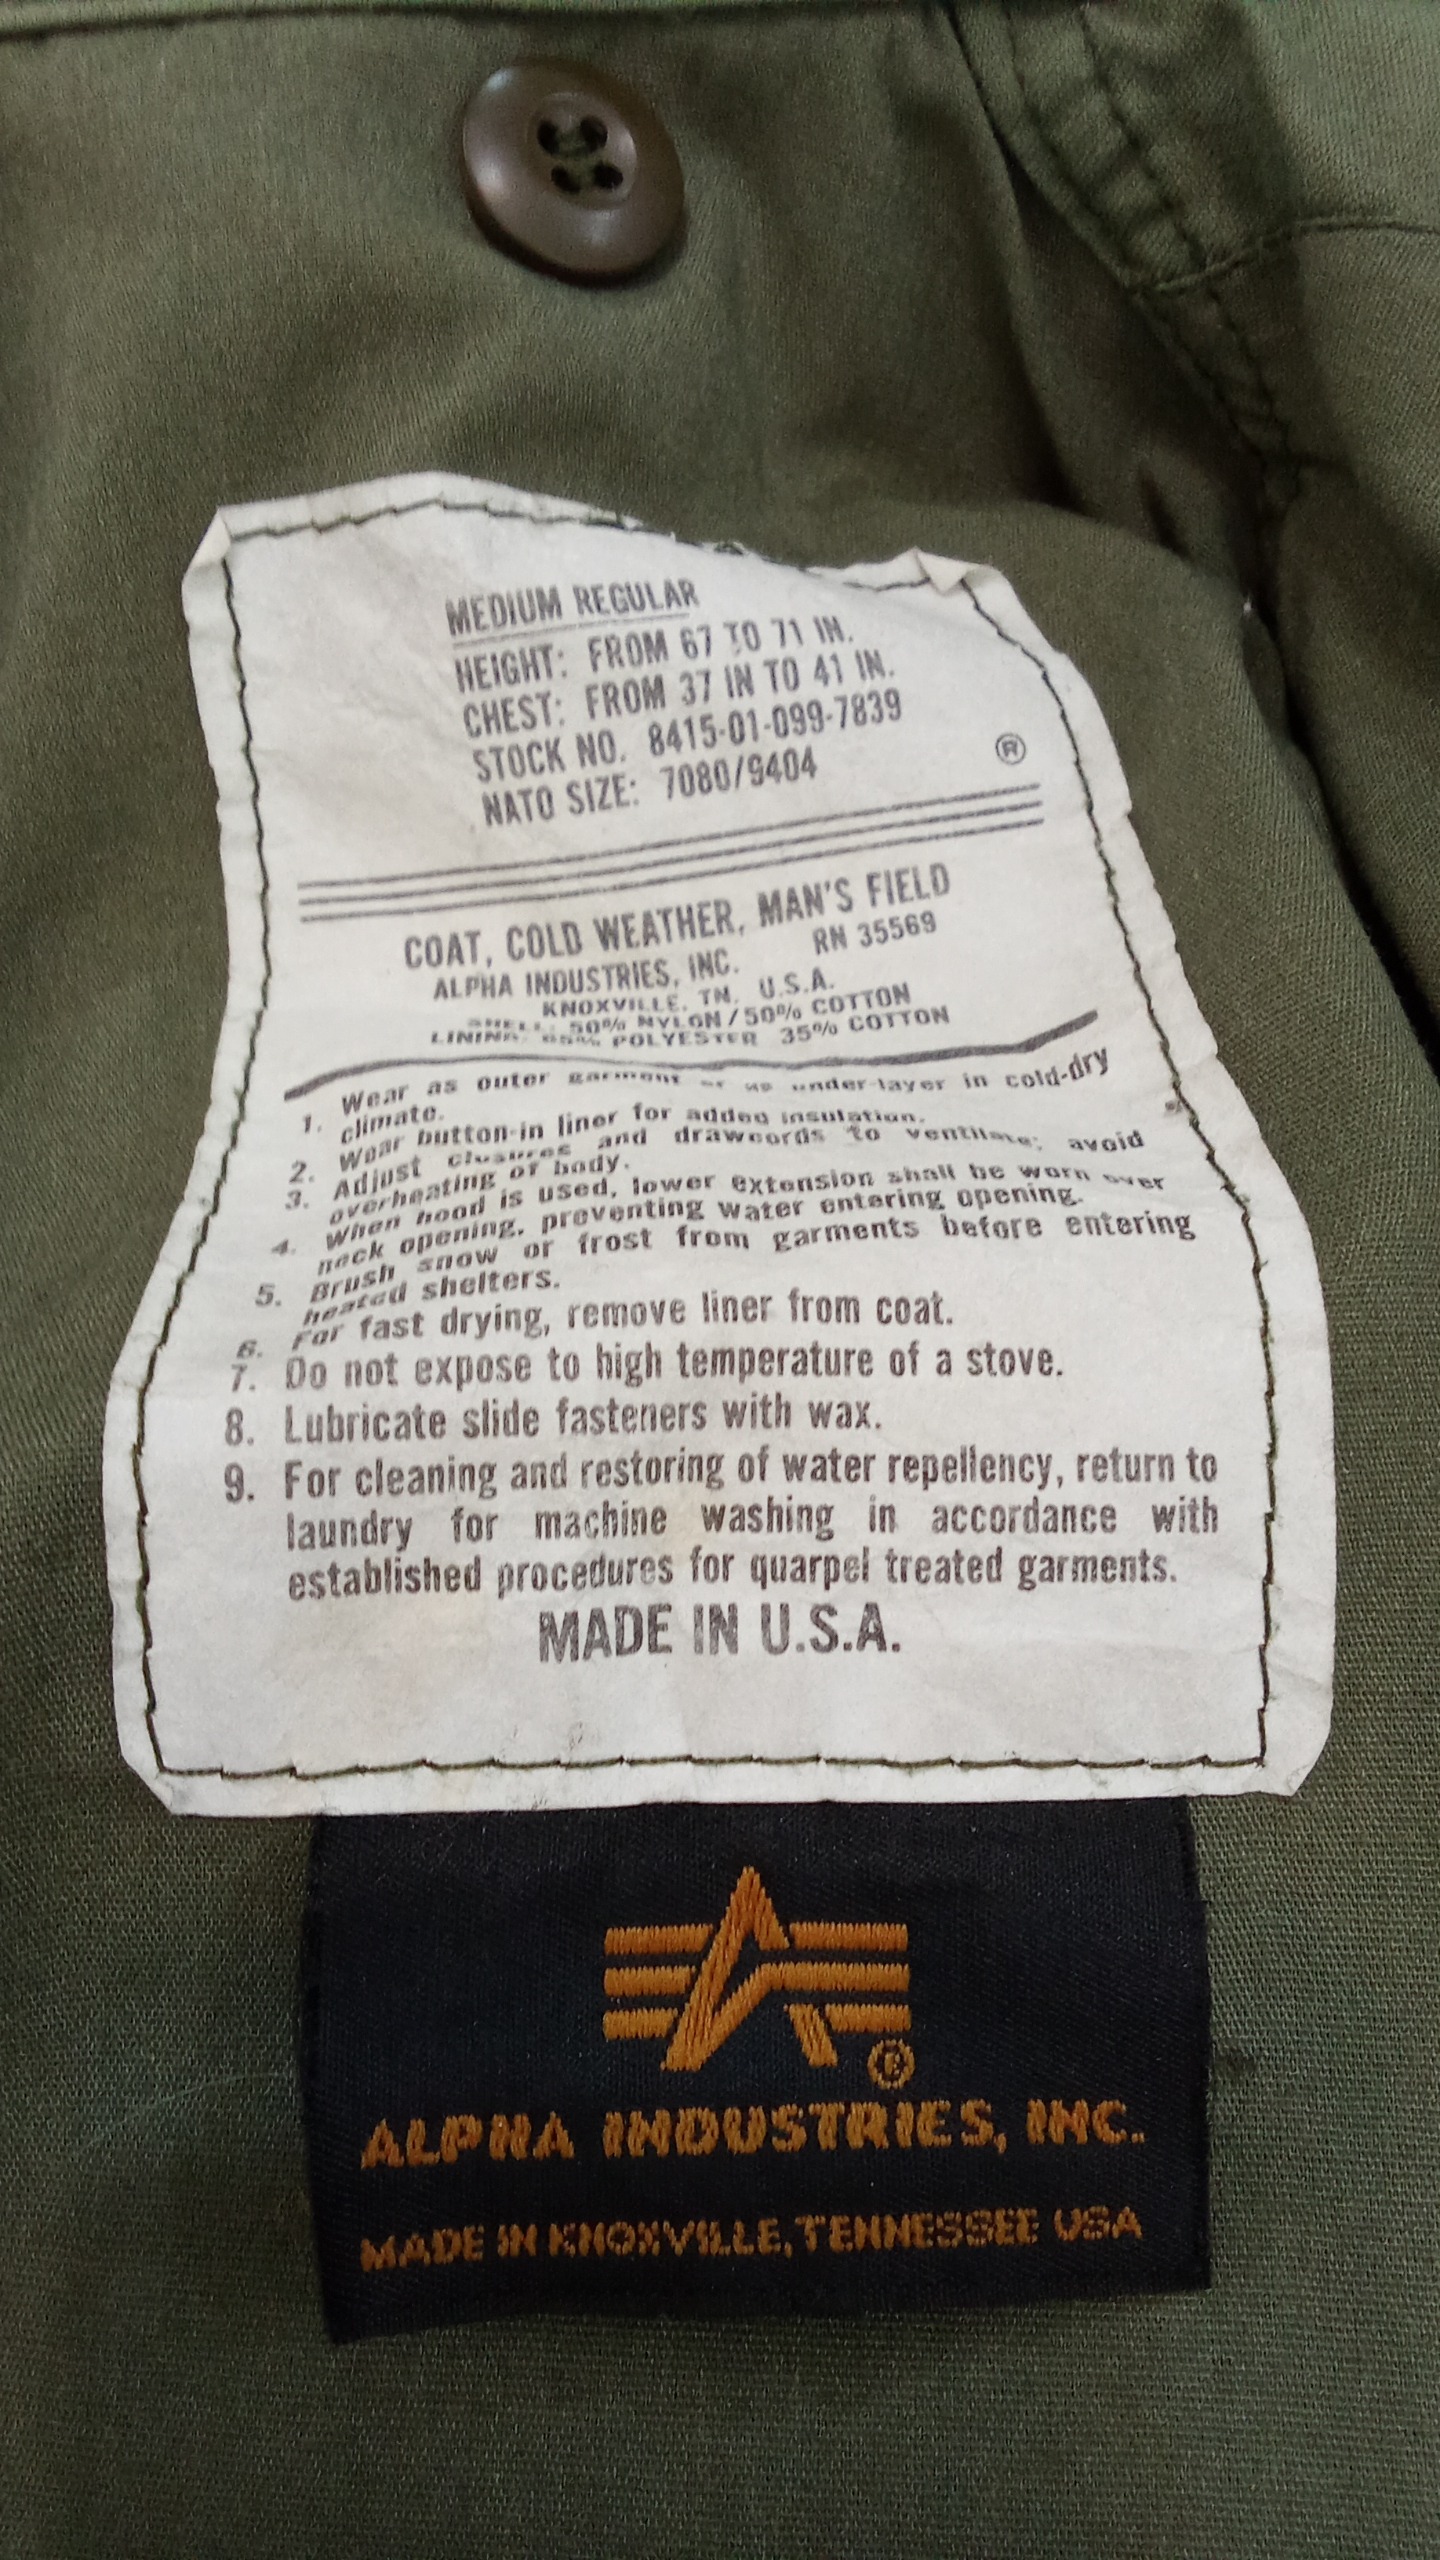 MEDIUM REGULAR
HEIGHT: FROM 67 TO 71 IN.
CHEST: FROM 37 IN TO 41 IN.
STOCK NO. 8415-01-099-7839
NATO SIZE: 7080/9404
®
COAT, COLD WEATHER, MAN'S FIELD
ALPHA INDUSTRIES, INC. RN 35569
KNOXVILLE, TN. U.S.A.
SHELL: 50% NYLON/50% COTTON
LINING: 65% POLYESTER 35% COTTON
1. Wear as outer garment or as under-layer in cold-dry
climate.
2. Wear button-in liner for added insulation.
3. Adjust closures and drawcords to ventilate; avoid
overheating of body.
4. When hood is used, lower extension shall be worn over
neck opening, preventing water entering opening.
5. Brush snow or frost from garments before entering
heated shelters.
6. For fast drying, remove liner from coat.
7. Do not expose to high temperature of a stove.
8. Lubricate slide fasteners with wax.
9. For cleaning and restoring of water repellency, return to
laundry for machine washing in accordance with
established procedures for quarpel treated garments.
MADE IN U.S.A.
®
ALPHA INDUSTRIES, INC.
MADE IN KNOXVILLE, TENNESSEE USA